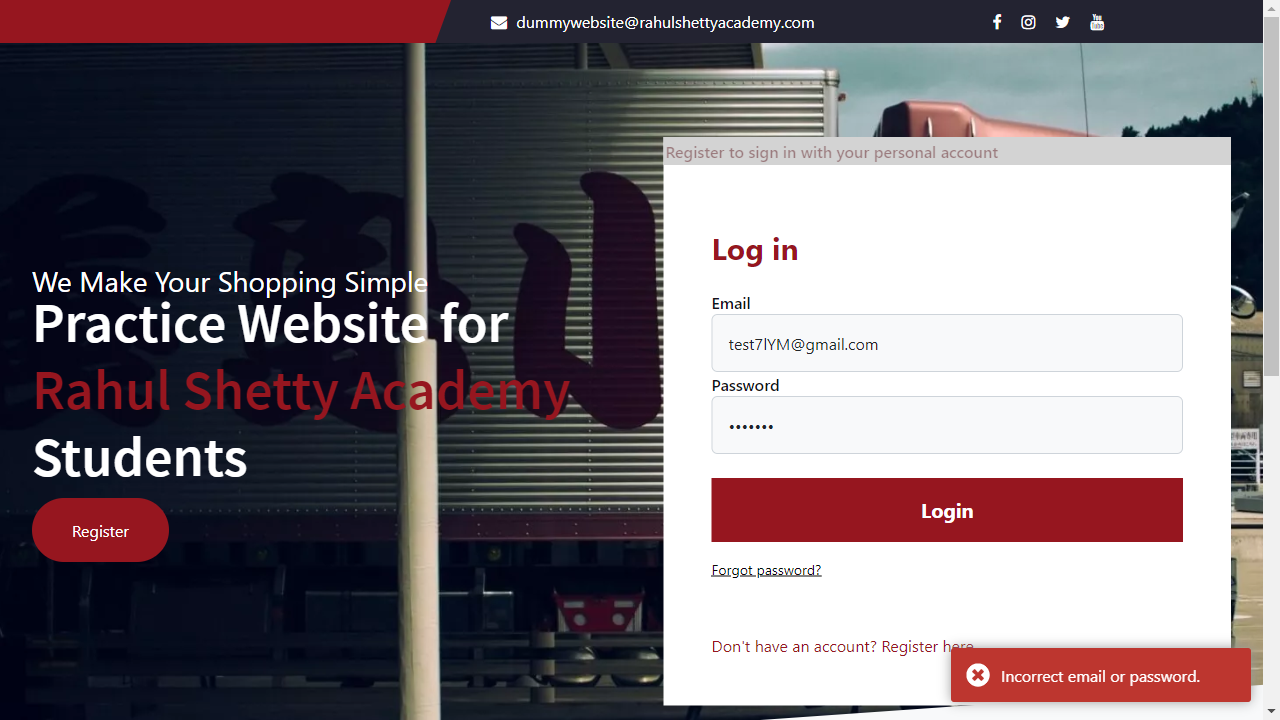 dummywebsite@rahulshettyacademy.com
Register to sign in with your personal account
We Make Your Shopping Simple
Practice Website for
Rahul Shetty Academy
Students
Register
Log in
Email
test7lYM@gmail.com
Password
•••••••
Login
Forgot password?
Don't have an account? Register here
Incorrect email or password.